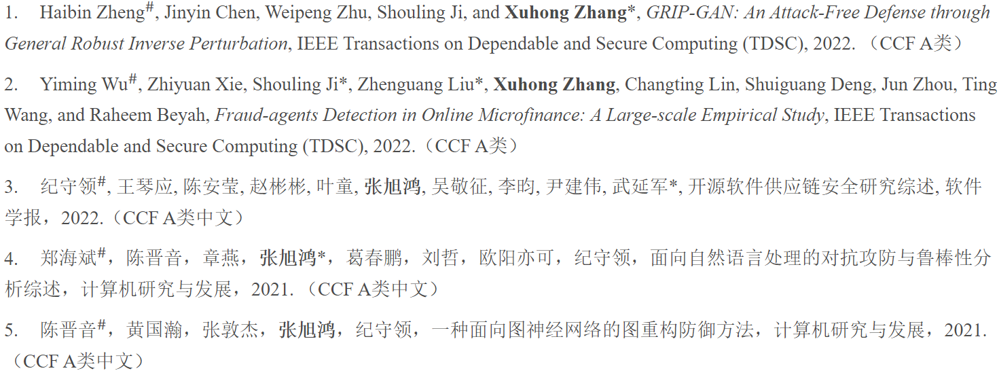 1. Haibin Zheng#, Jinyin Chen, Weipeng Zhu, Shouling Ji, and Xuhong Zhang*, GRIP-GAN: An Attack-Free Defense through
General Robust Inverse Perturbation, IEEE Transactions on Dependable and Secure Computing (TDSC), 2022. （CCF A类）
2. Yiming Wu#, Zhiyuan Xie, Shouling Ji*, Zhenguang Liu*, Xuhong Zhang, Changting Lin, Shuiguang Deng, Jun Zhou, Ting
Wang, and Raheem Beyah, Fraud-agents Detection in Online Microfinance: A Large-scale Empirical Study, IEEE Transactions
on Dependable and Secure Computing (TDSC), 2022.（CCF A类）
3. 纪守领#, 王琴应, 陈安莹, 赵彬彬, 叶童, 张旭鸿, 吴敬征, 李昀, 尹建伟, 武延军*, 开源软件供应链安全研究综述, 软件
学报，2022.（CCF A类中文）
4. 郑海斌#，陈晋音，章燕，张旭鸿*，葛春鹏，刘哲，欧阳亦可，纪守领，面向自然语言处理的对抗攻防与鲁棒性分
析综述，计算机研究与发展，2021. （CCF A类中文）
5. 陈晋音#，黄国瀚，张敦杰，张旭鸿，纪守领，一种面向图神经网络的图重构防御方法，计算机研究与发展，2021.
（CCF A类中文）